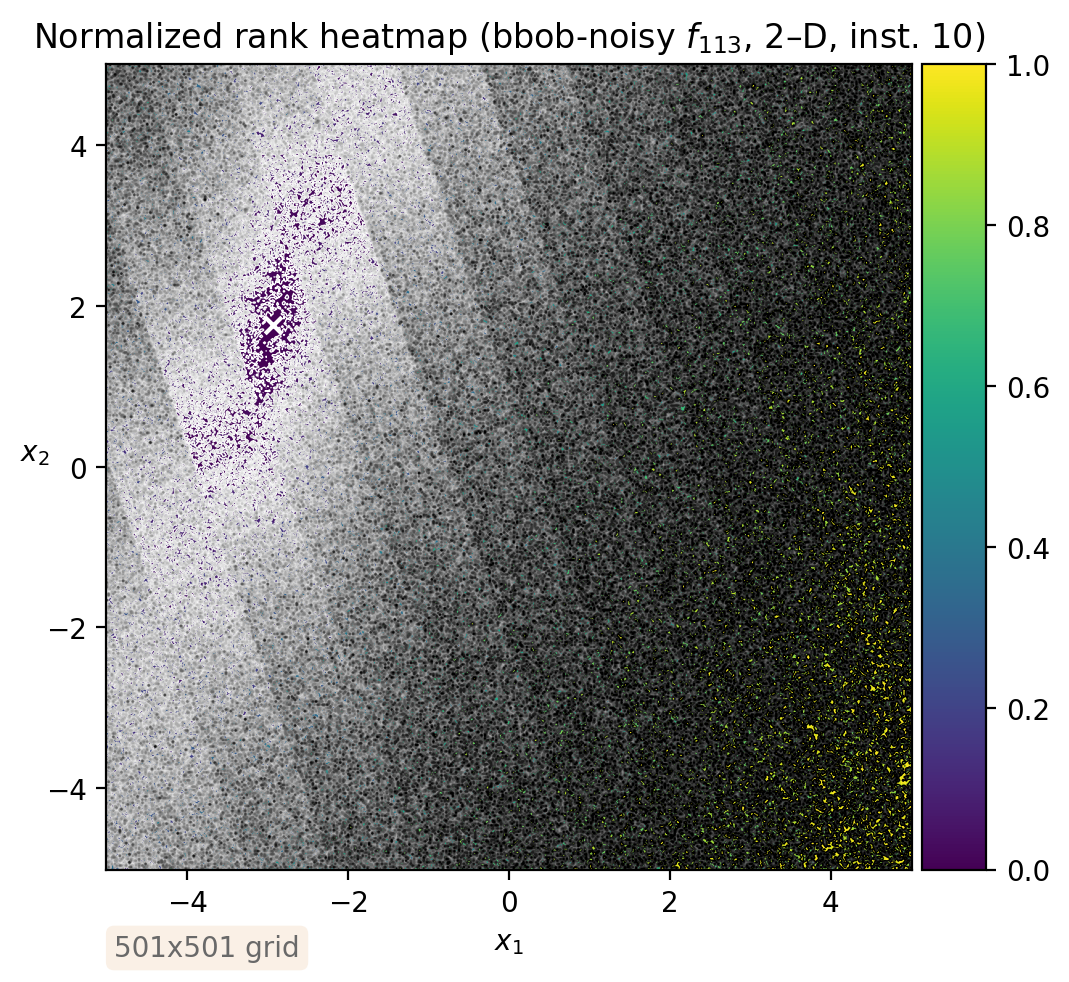 Normalized rank heatmap (bbob-noisy f₁₁₃, 2–D, inst. 10)
1.0
0.8
0.6
0.4
0.2
0.0
x₂
4
2
0
−2
−4
−4 −2 0 2 4
x₁
501x501 grid